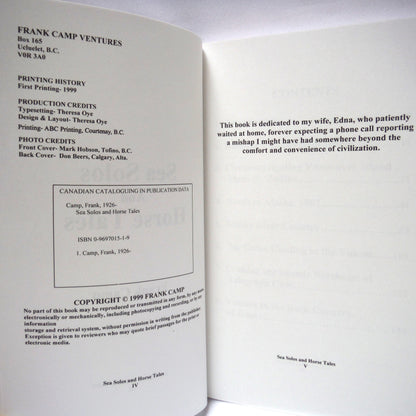 FRANK CAMP VENTURES
Box 165
Ucluelet, B.C.
V0R 3A0
PRINTING HISTORY
First Printing- 1999
PRODUCTION CREDITS
Typesetting- Theresa Oye
Design & Layout- Theresa Oye
Printing- ABC Printing, Courtenay, B.C.
PHOTO CREDITS
Front Cover- Mark Hobson, Tofino, B.C.
Back Cover- Don Beers, Calgary, Alta.
CANADIAN CATALOGUING IN PUBLICATION DATA
Camp, Frank, 1926-
Sea Solos and Horse Tales
ISBN 0-9697015-1-9
1. Camp, Frank, 1926-
COPYRIGHT © 1999 FRANK CAMP
No part of this book may be reproduced or transmitted in any form, by any means
electronically or mechanically, including photocopying and recording, or by any
information
storage and retrieval system, without permission in writing from the publisher.
Exception is given to reviewers who may quote brief passages for the print or
electronic media.
Sea Solos and Horse Tales
IV
This book is dedicated to my wife, Edna, who patiently
waited at home, forever expecting a phone call reporting
a mishap I might have had somewhere beyond the
comfort and convenience of civilization.
Sea Solos and Horse Tales
V